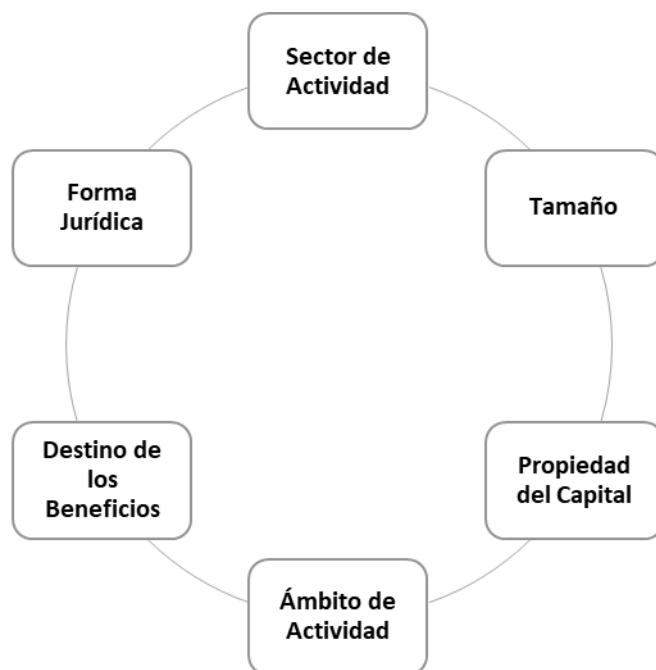 Sector de
Actividad
Tamaño
Propiedad
del Capital
Ámbito de
Actividad
Destino de
los
Beneficios
Forma
Jurídica